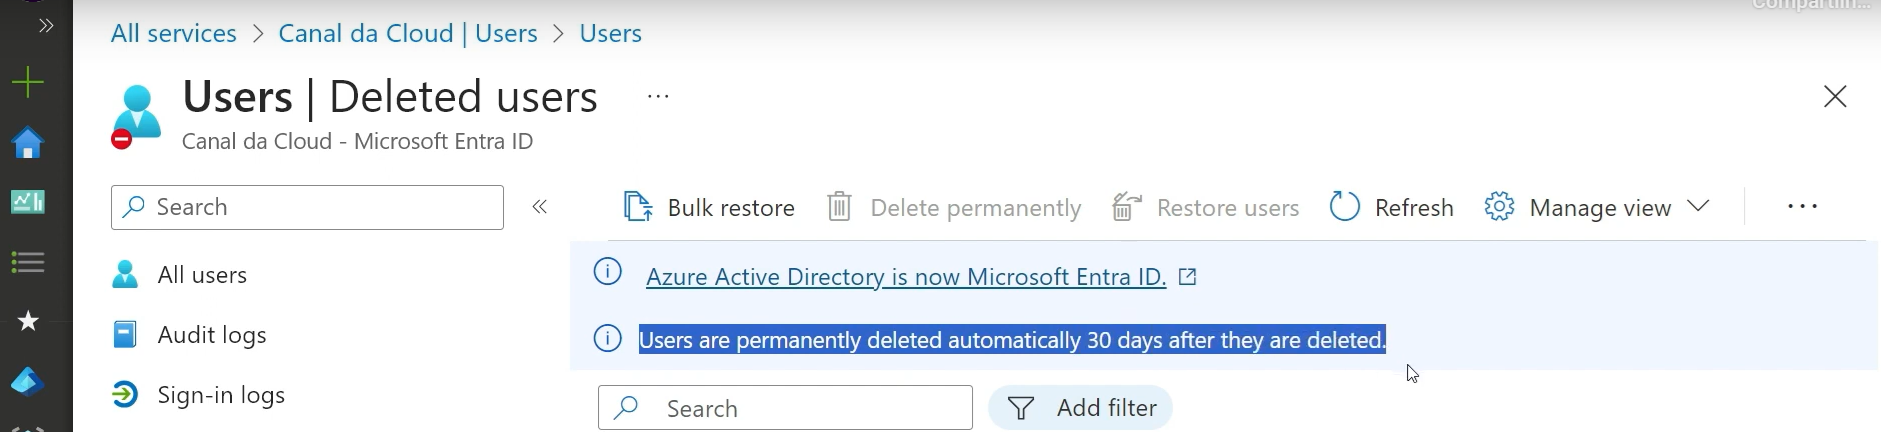 All services > Canal da Cloud | Users > Users
Users | Deleted users ...
Canal da Cloud - Microsoft Entra ID
Search
Bulk restore
Delete permanently
Restore users
Refresh
Manage view
All users
Audit logs
Sign-in logs
Azure Active Directory is now Microsoft Entra ID.
Users are permanently deleted automatically 30 days after they are deleted.
Search
Add filter